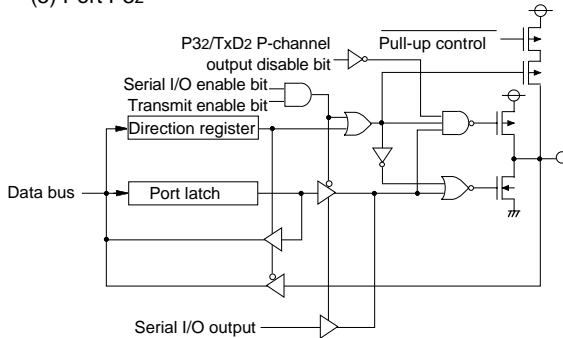 (3) Port P32
Pull-up control
P32/TxD2 P-channel
output disable bit
Serial I/O enable bit
Transmit enable bit
Direction register
Data bus
Port latch
Serial I/O output